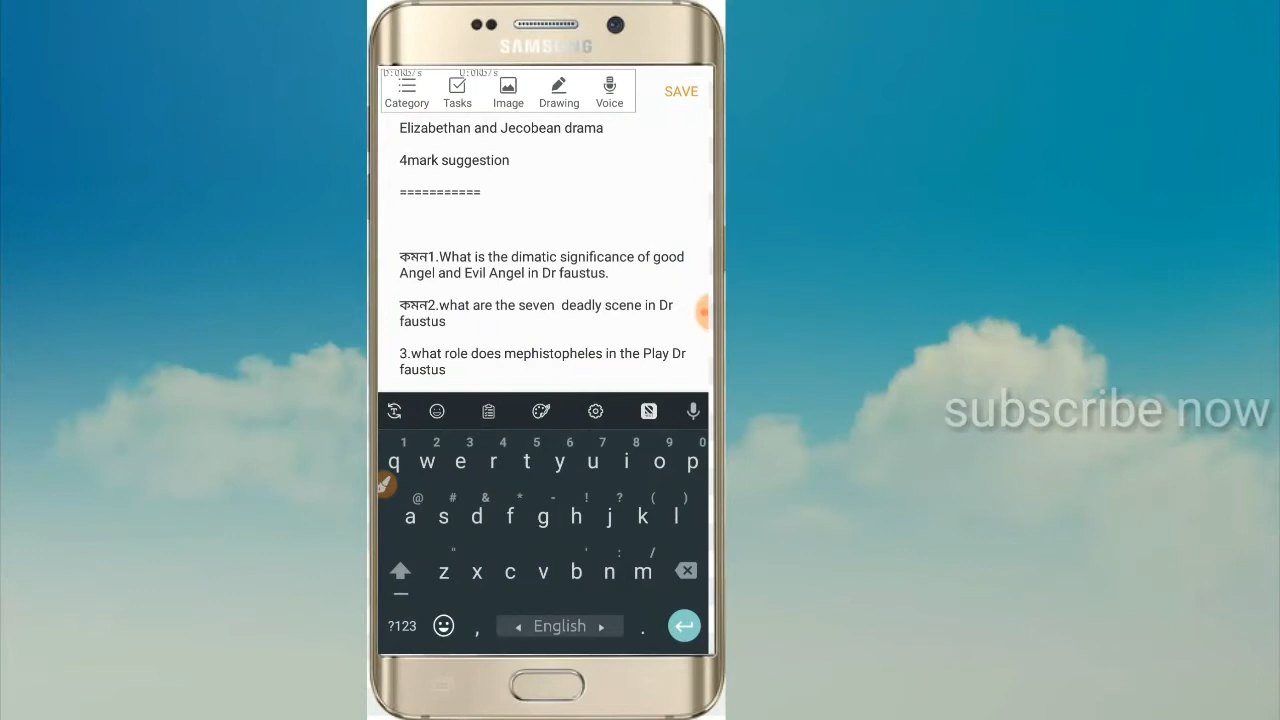 SAMSUNG
D:0Kb/s U:0Kb/s
Category Tasks Image Drawing Voice SAVE
Elizabethan and Jecobean drama
4mark suggestion
===========
কমন1.What is the dimatic significance of good
Angel and Evil Angel in Dr faustus.
কমন2.what are the seven deadly scene in Dr
faustus
3.what role does mephistopheles in the Play Dr
faustus
subscribe now
1 2 3 4 5 6 7 8 9 0
q w e r t y u i o p
@ # & * - ! ? ( )
a s d f g h j k l
" ' : /
z x c v b n m
?123 , English .